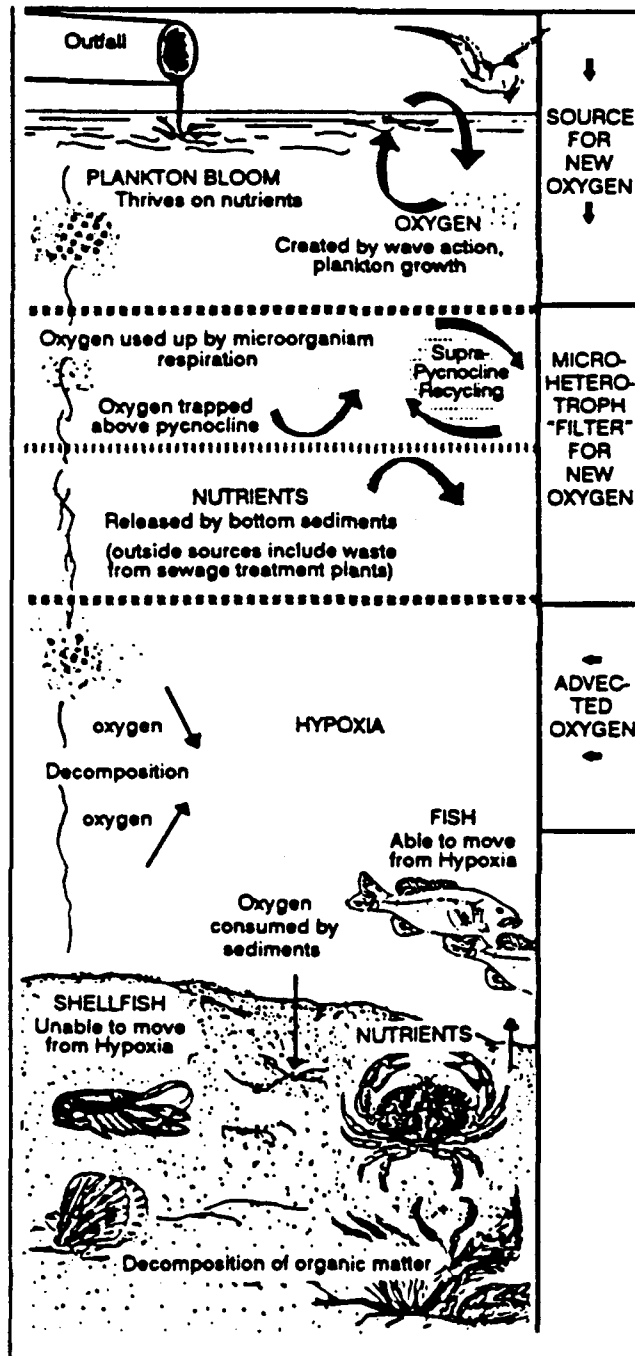 Outfall
PLANKTON BLOOM
Thrives on nutrients
OXYGEN
Created by wave action,
plankton growth
SOURCE
FOR
NEW
OXYGEN
Oxygen used up by microorganism
respiration
Oxygen trapped
above pycnocline
Supra-
Pycnocline
Recycling
NUTRIENTS
Released by bottom sediments
(outside sources include waste
from sewage treatment plants)
MICRO-
HETERO-
TROPH
"FILTER"
FOR
NEW
OXYGEN
oxygen
Decomposition
oxygen
HYPOXIA
ADVEC-
TED
OXYGEN
FISH
Able to move
from Hypoxia
Oxygen
consumed by
sediments
SHELLFISH
Unable to move
from Hypoxia
NUTRIENTS
Decomposition of organic matter